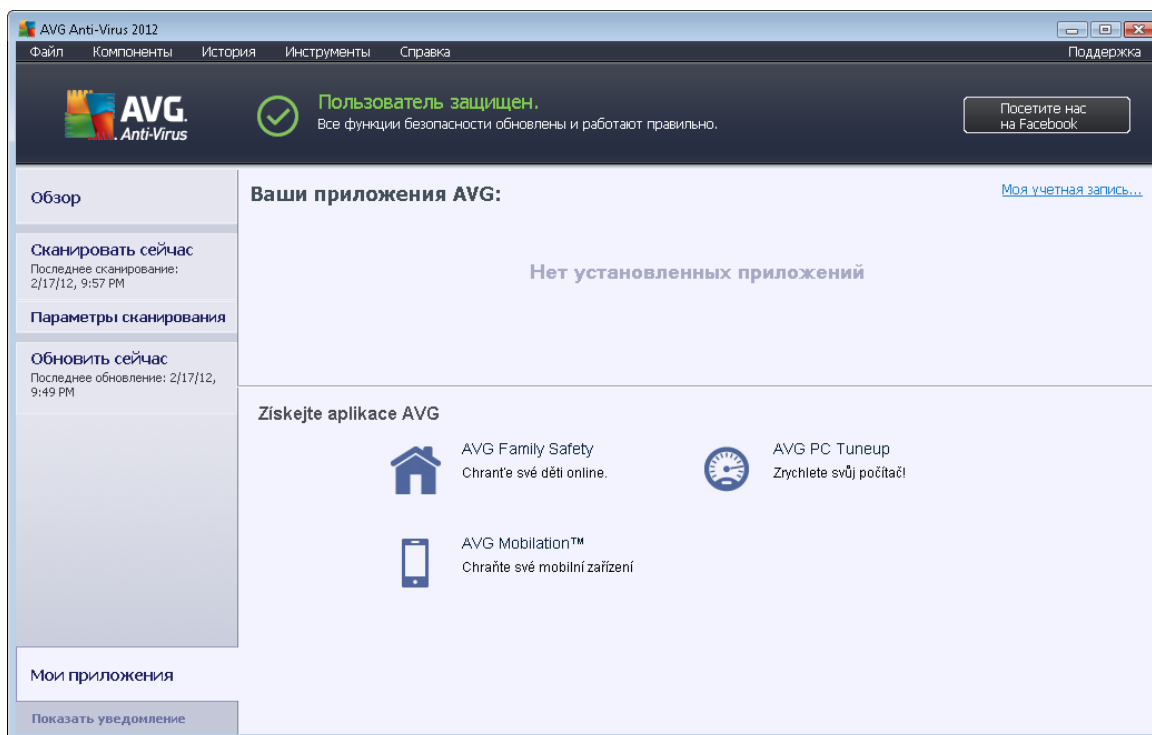 AVG Anti-Virus 2012
Файл Компоненты История Инструменты Справка Поддержка
AVG.
Anti-Virus
Пользователь защищен.
Все функции безопасности обновлены и работают правильно.
Посетите нас
на Facebook
Обзор
Сканировать сейчас
Последнее сканирование:
2/17/12, 9:57 PM
Параметры сканирования
Обновить сейчас
Последнее обновление: 2/17/12,
9:49 PM
Мои приложения
Показать уведомление
Ваши приложения AVG:
Моя учетная запись...
Нет установленных приложений
Získejte aplikace AVG
AVG Family Safety
Chraňte své děti online.
AVG PC Tuneup
Zrychlete svůj počítač!
AVG Mobilation™
Chraňte své mobilní zařízení